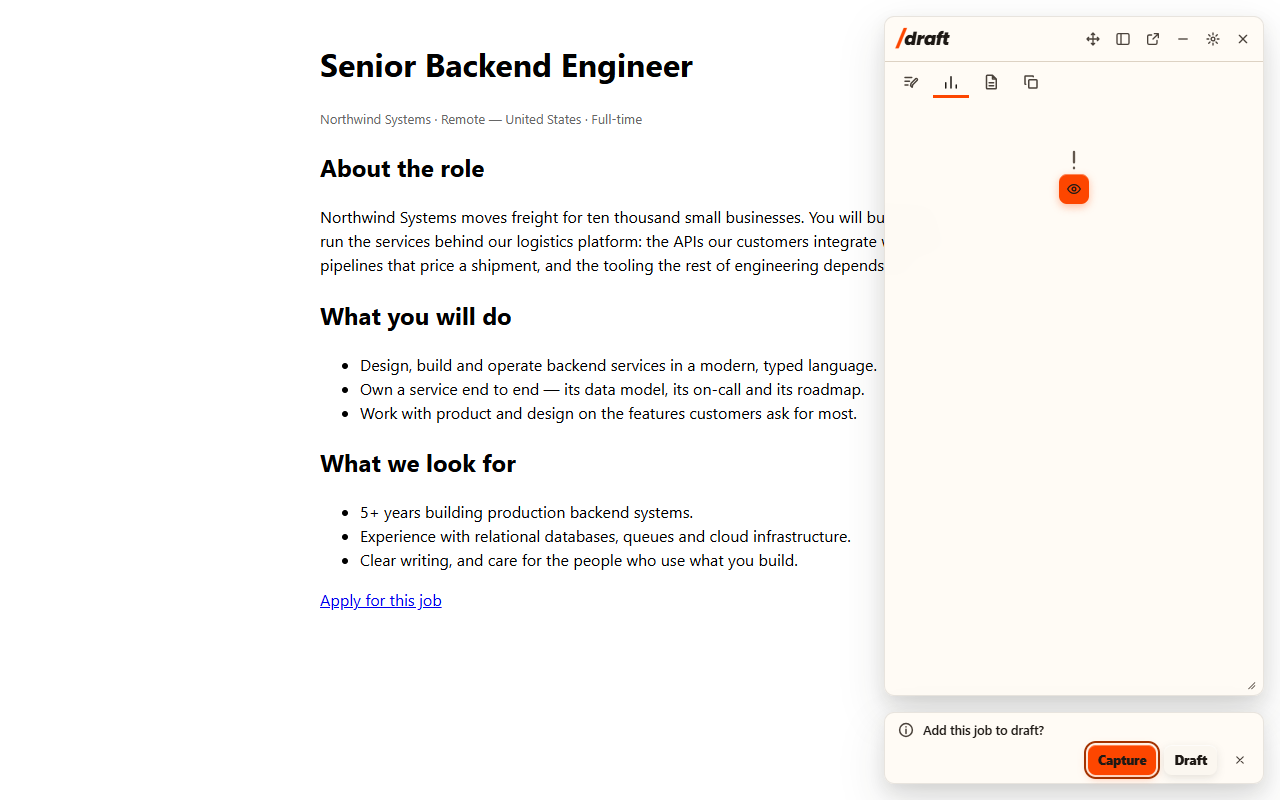 Senior Backend Engineer
Northwind Systems · Remote — United States · Full-time
About the role
Northwind Systems moves freight for ten thousand small businesses. You will bu
run the services behind our logistics platform: the APIs our customers integrate
pipelines that price a shipment, and the tooling the rest of engineering depends
What you will do
• Design, build and operate backend services in a modern, typed language.
• Own a service end to end — its data model, its on-call and its roadmap.
• Work with product and design on the features customers ask for most.
What we look for
• 5+ years building production backend systems.
• Experience with relational databases, queues and cloud infrastructure.
• Clear writing, and care for the people who use what you build.
Apply for this job
/draft
!
Add this job to draft?
Capture Draft